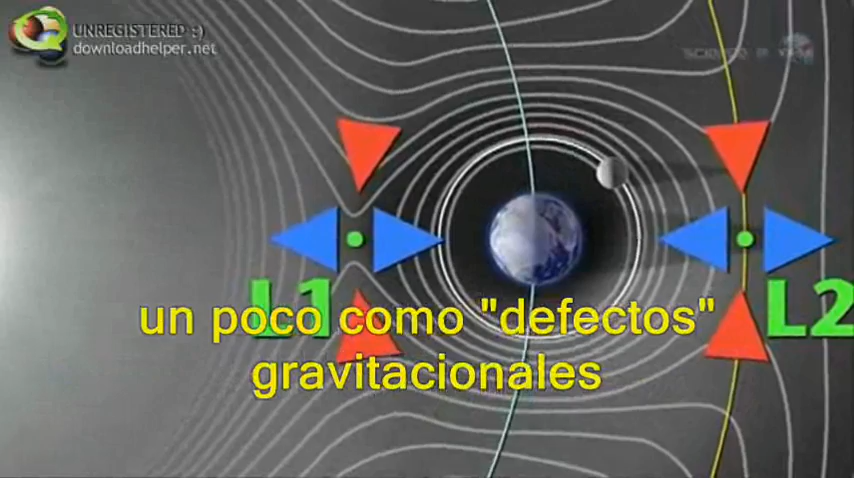 UNREGISTERED :)
downloadhelper.net
L1
L2
un poco como "defectos"
gravitacionales